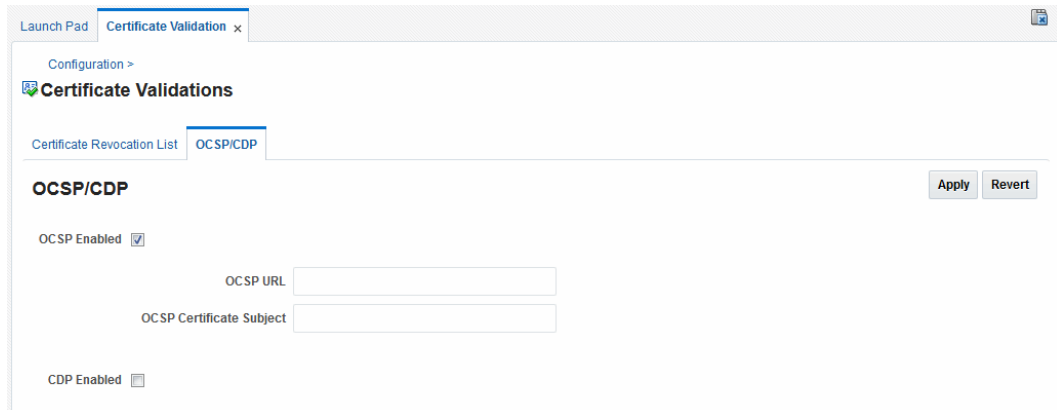 Launch Pad Certificate Validation x
Configuration >
Certificate Validations
Certificate Revocation List OCSP/CDP
OCSP/CDP Apply Revert
OCSP Enabled
OCSP URL
OCSP Certificate Subject
CDP Enabled